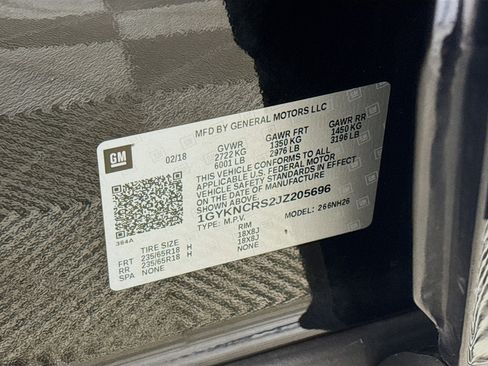 MFD BY GENERAL MOTORS LLC
GM
02/18
GVWR GAWR FRT GAWR RR
2722 KG 1350 KG 1450 KG
6001 LB 2976 LB 3196 LB
THIS VEHICLE CONFORMS TO ALL
APPLICABLE U.S. FEDERAL MOTOR
VEHICLE SAFETY STANDARDS IN EFFECT
ON THE DATE OF MANUFACTURE
SHOWN ABOVE
1GYKNCRS2JZ205696
TYPE: M.P.V. MODEL: 266NH26
384A
TIRE SIZE RIM
FRT 235/65R18 H 18X8J
RR 235/65R18 H 18X8J
SPA NONE NONE